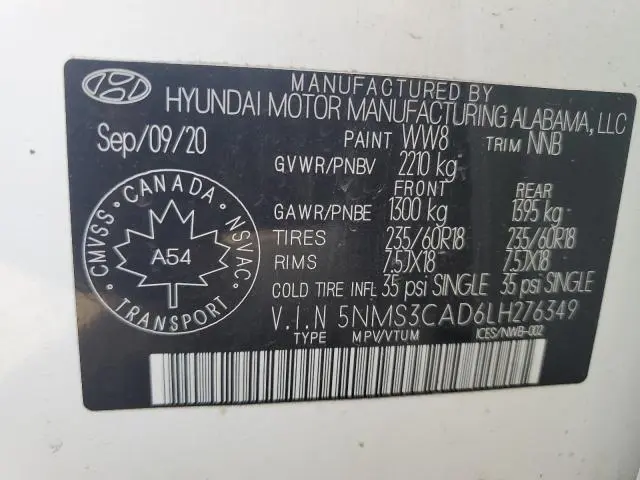 MANUFACTURED BY
HYUNDAI MOTOR MANUFACTURING ALABAMA, LLC
Sep/09/20 PAINT WW8 TRIM NNB
GVWR/PNBV 2210 kg
FRONT REAR
GAWR/PNBE 1300 kg 1395 kg
TIRES 235/60R18 235/60R18
RIMS 7.5JX18 7.5JX18
COLD TIRE INFL 35 psi SINGLE 35 psi SINGLE
V.I.N 5NMS3CAD6LH276349
TYPE MPV/VTUM ICES/NWB-002
CANADA
CMVSS NSVAC
A54
TRANSPORT